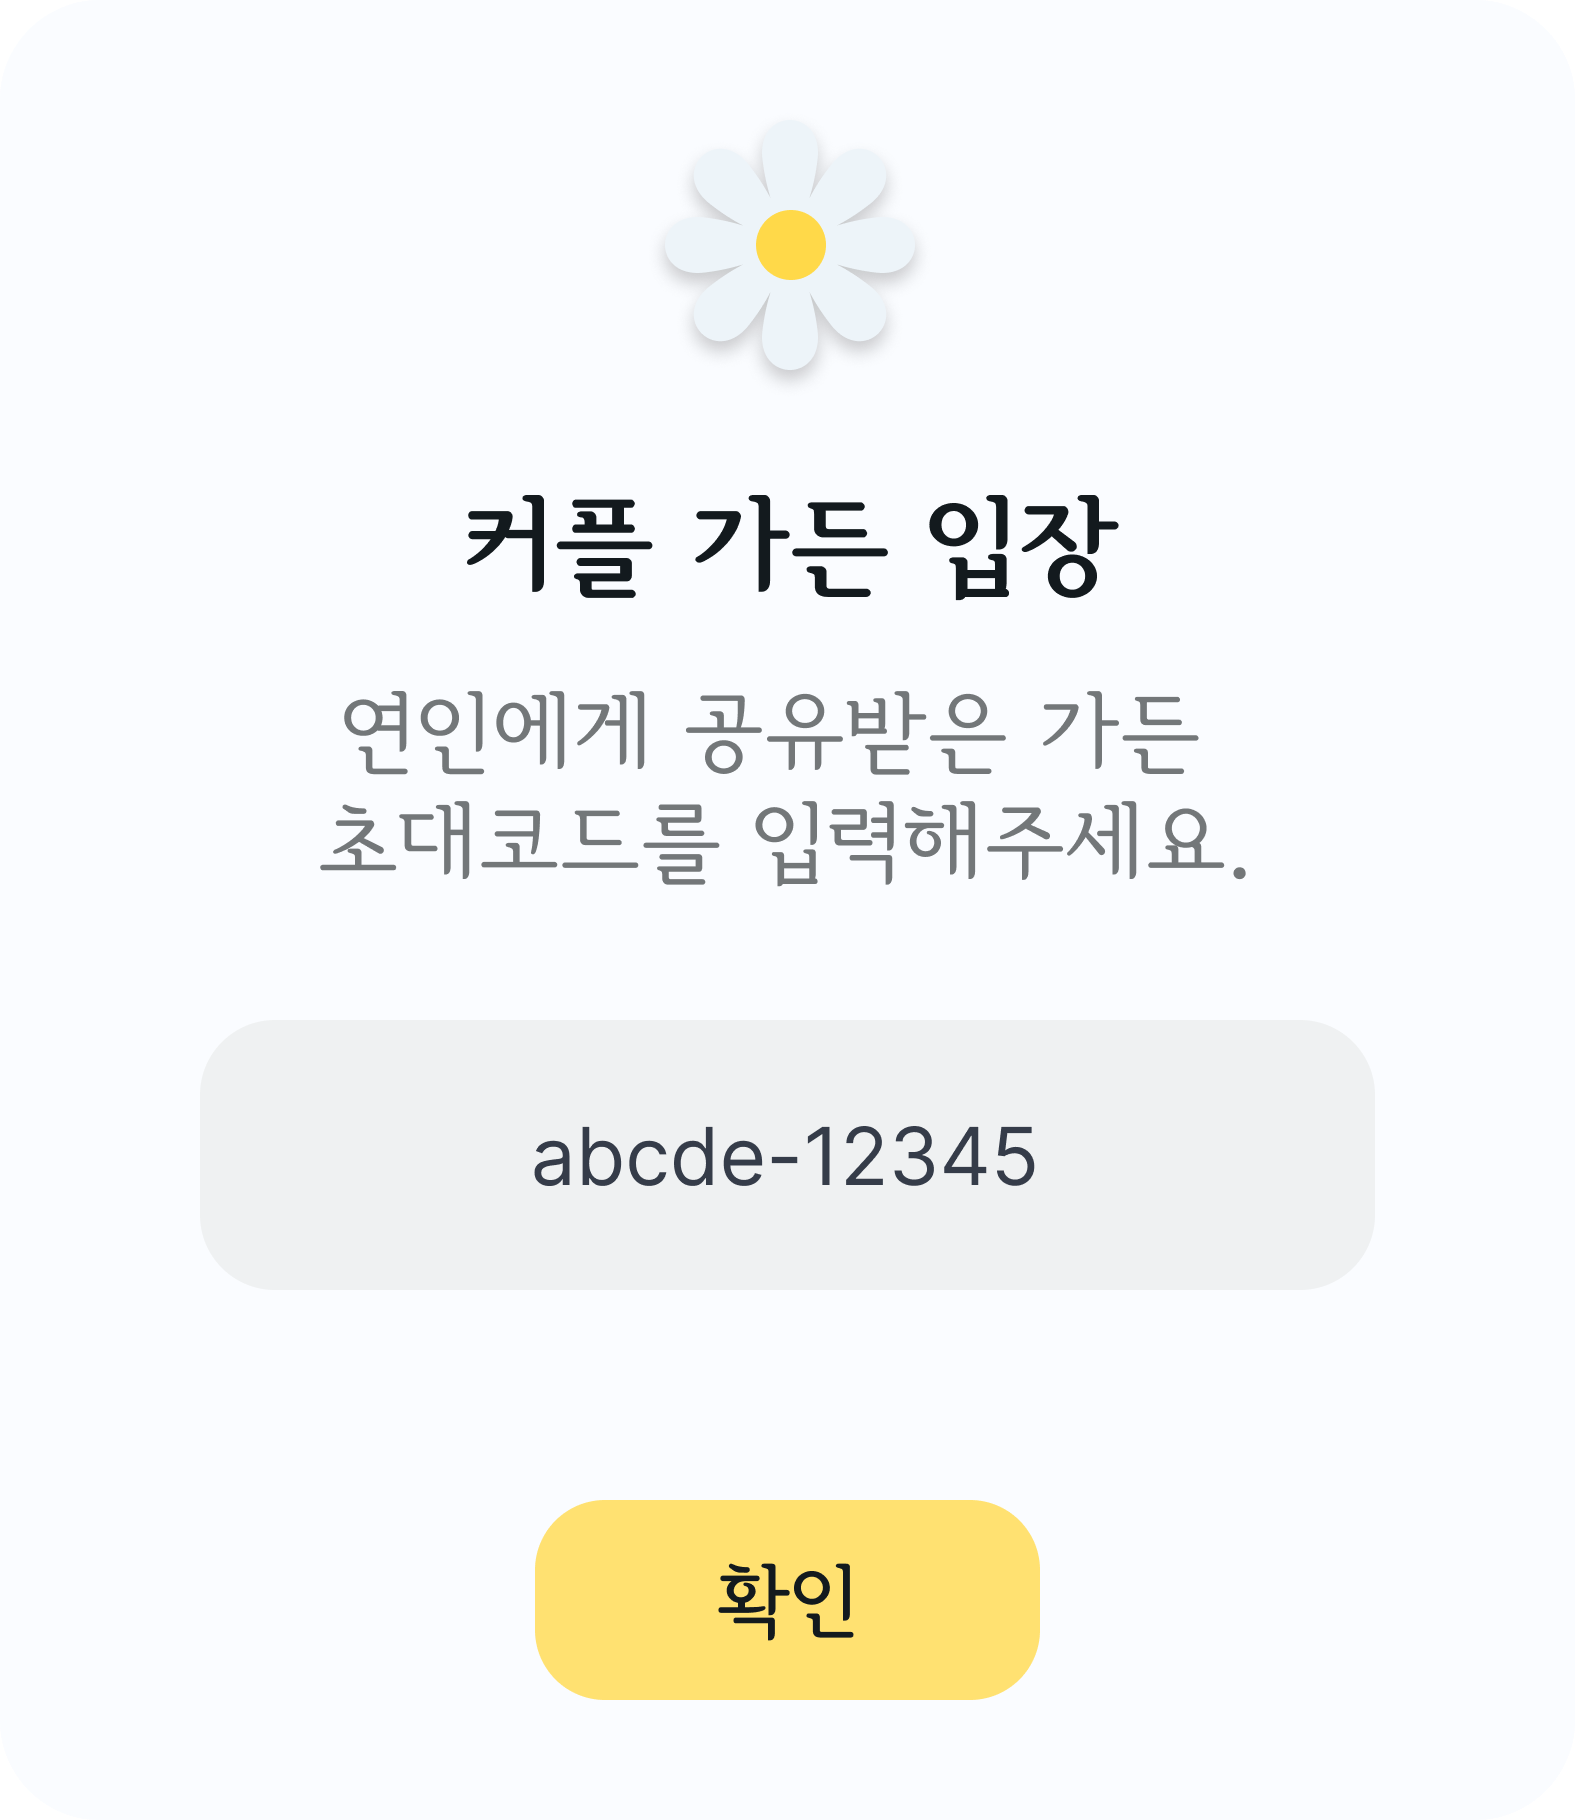 커플 가든 입장
연인에게 공유받은 가든
초대코드를 입력해주세요.
abcde-12345
확인